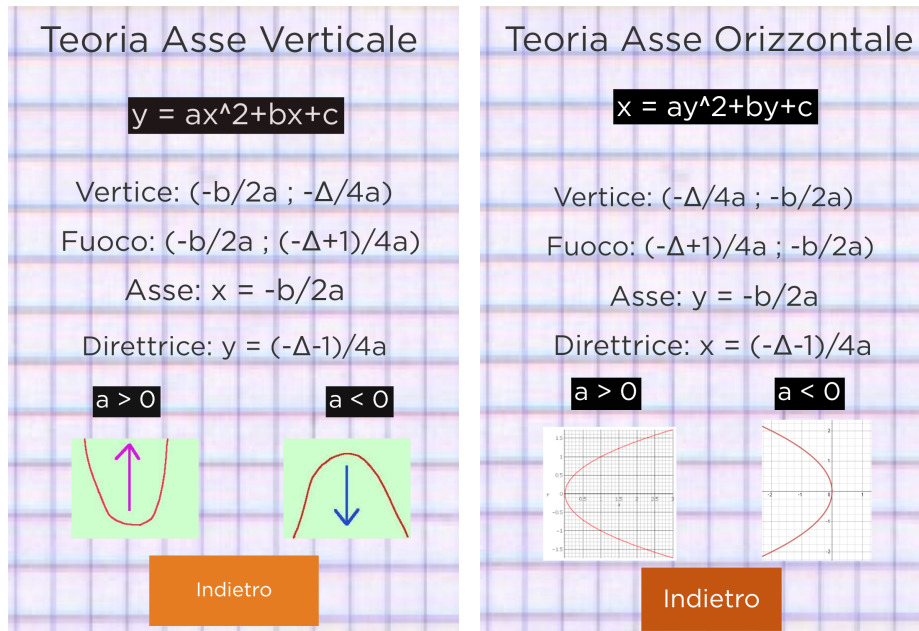 Teoria Asse Verticale
y = ax^2+bx+c
Vertice: (-b/2a ; -Δ/4a)
Fuoco: (-b/2a ; (-Δ+1)/4a)
Asse: x = -b/2a
Direttrice: y = (-Δ-1)/4a
a > 0
a < 0
Indietro
Teoria Asse Orizzontale
x = ay^2+by+c
Vertice: (-Δ/4a ; -b/2a)
Fuoco: (-Δ+1)/4a ; -b/2a)
Asse: y = -b/2a
Direttrice: x = (-Δ-1)/4a
a > 0
a < 0
Indietro